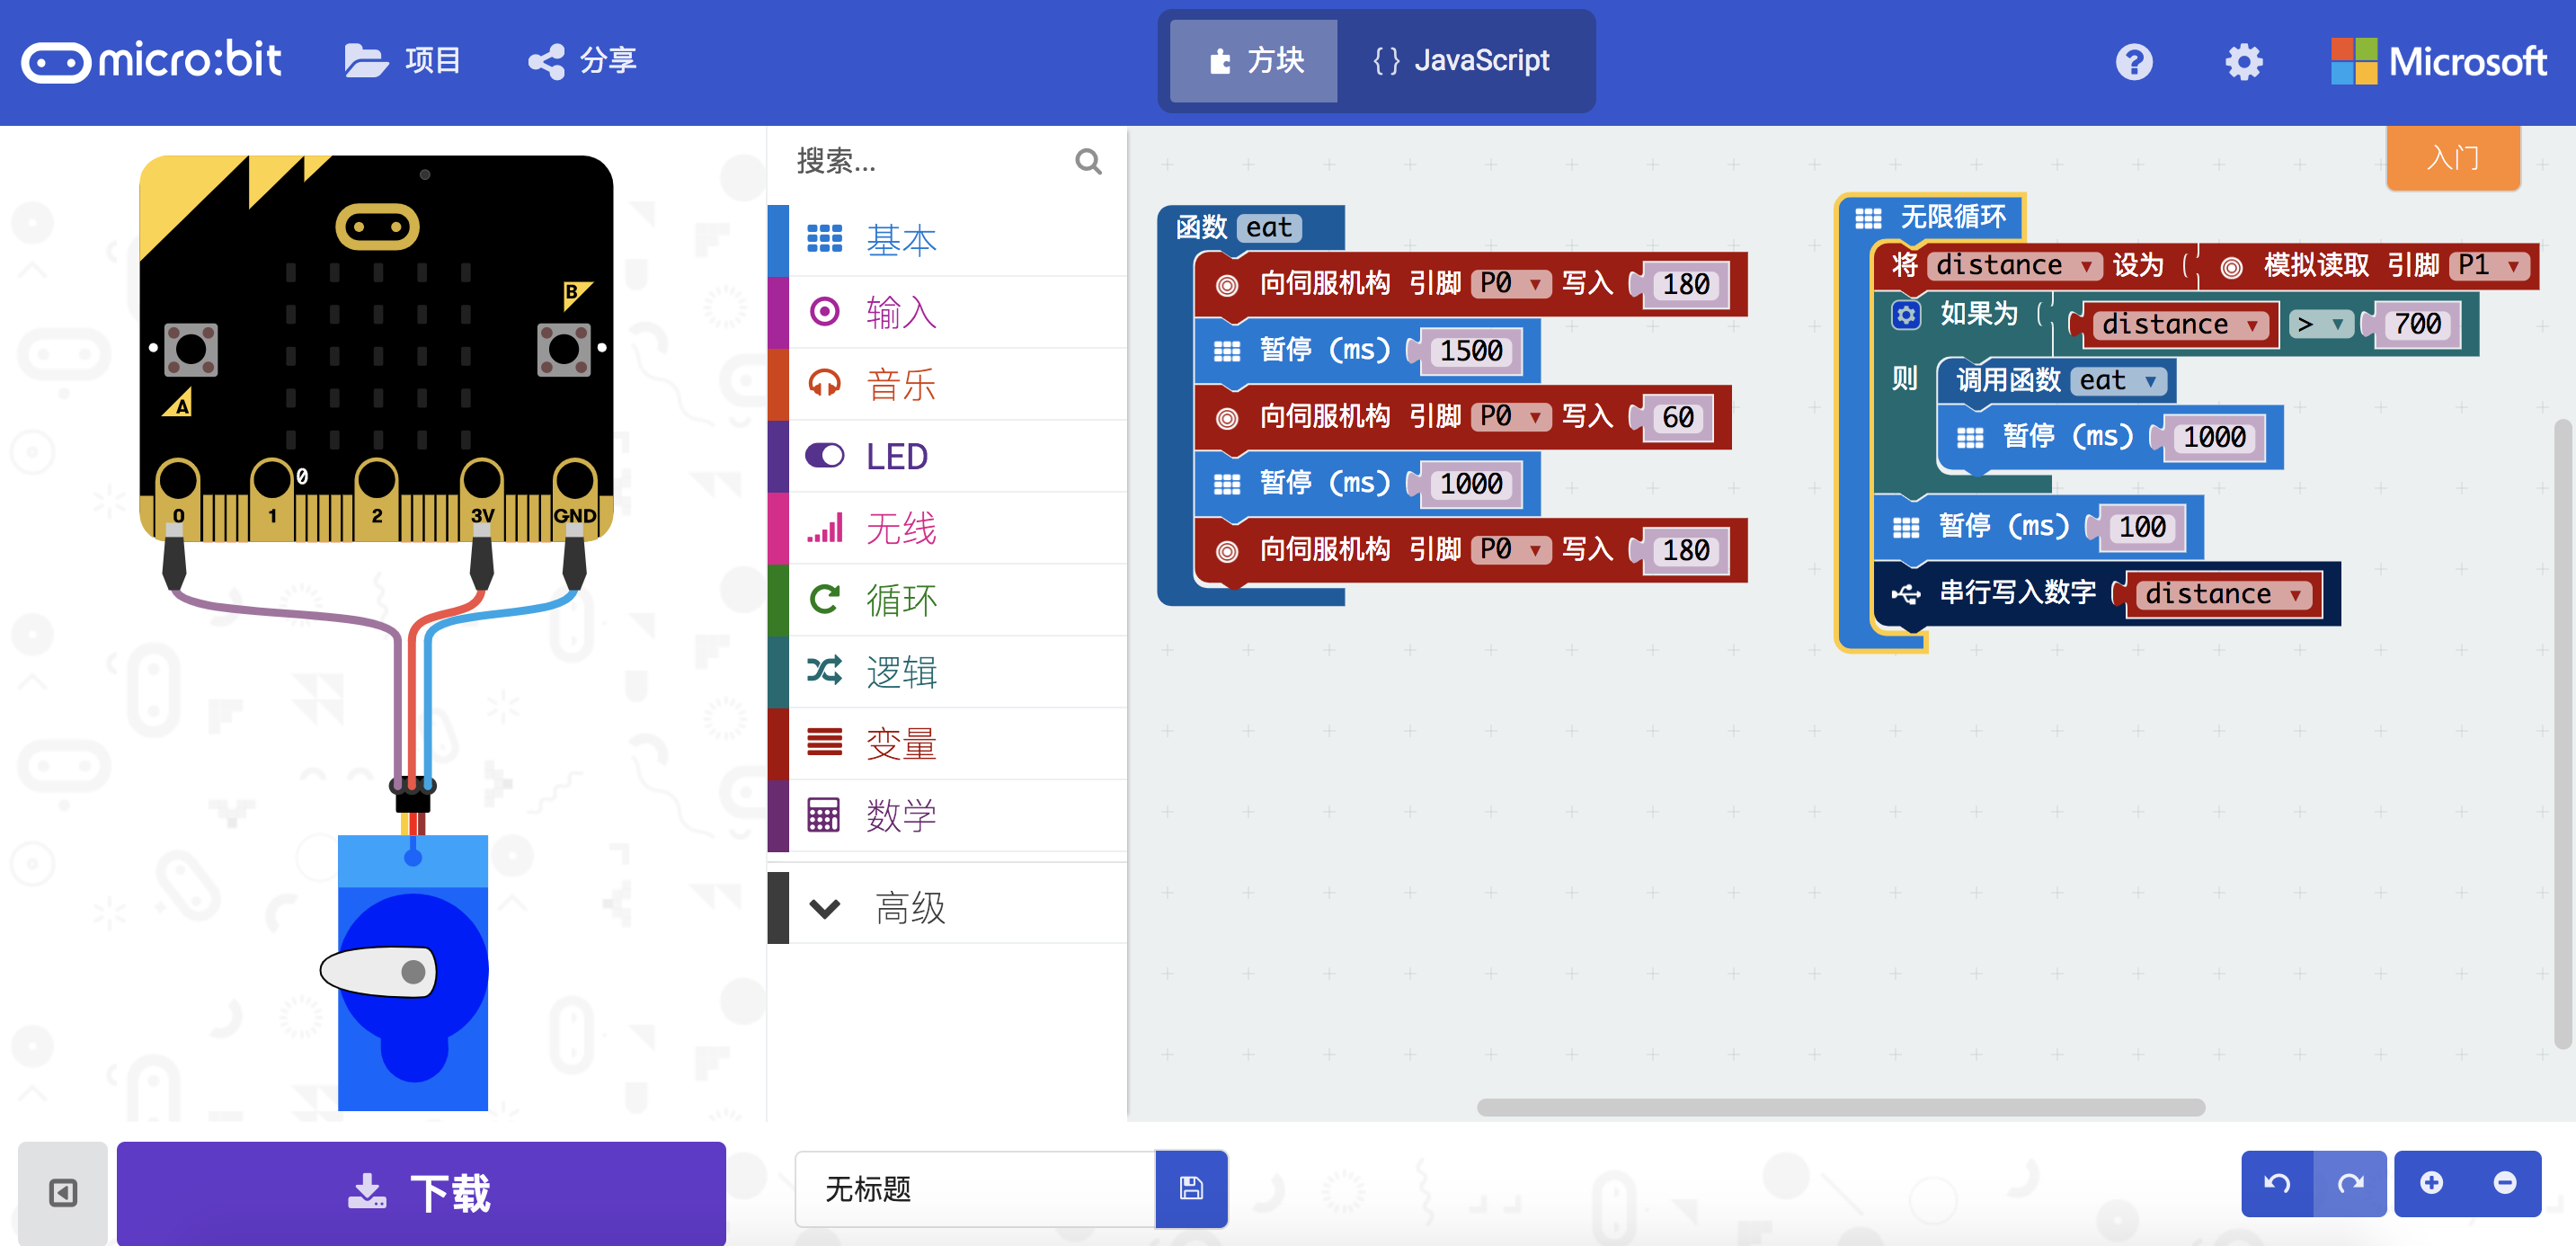 micro:bit 项目 分享 方块 { } JavaScript Microsoft
入门
搜索...
基本
输入
音乐
LED
无线
循环
逻辑
变量
数学
高级
B
A
0
0 1 2 3V GND
函数 eat
向伺服机构 引脚 P0 写入 180
暂停 (ms) 1500
向伺服机构 引脚 P0 写入 60
暂停 (ms) 1000
向伺服机构 引脚 P0 写入 180
无限循环
将 distance 设为 模拟读取 引脚 P1
如果为 distance > 700
则 调用函数 eat
暂停 (ms) 1000
暂停 (ms) 100
串行写入数字 distance
下载
无标题